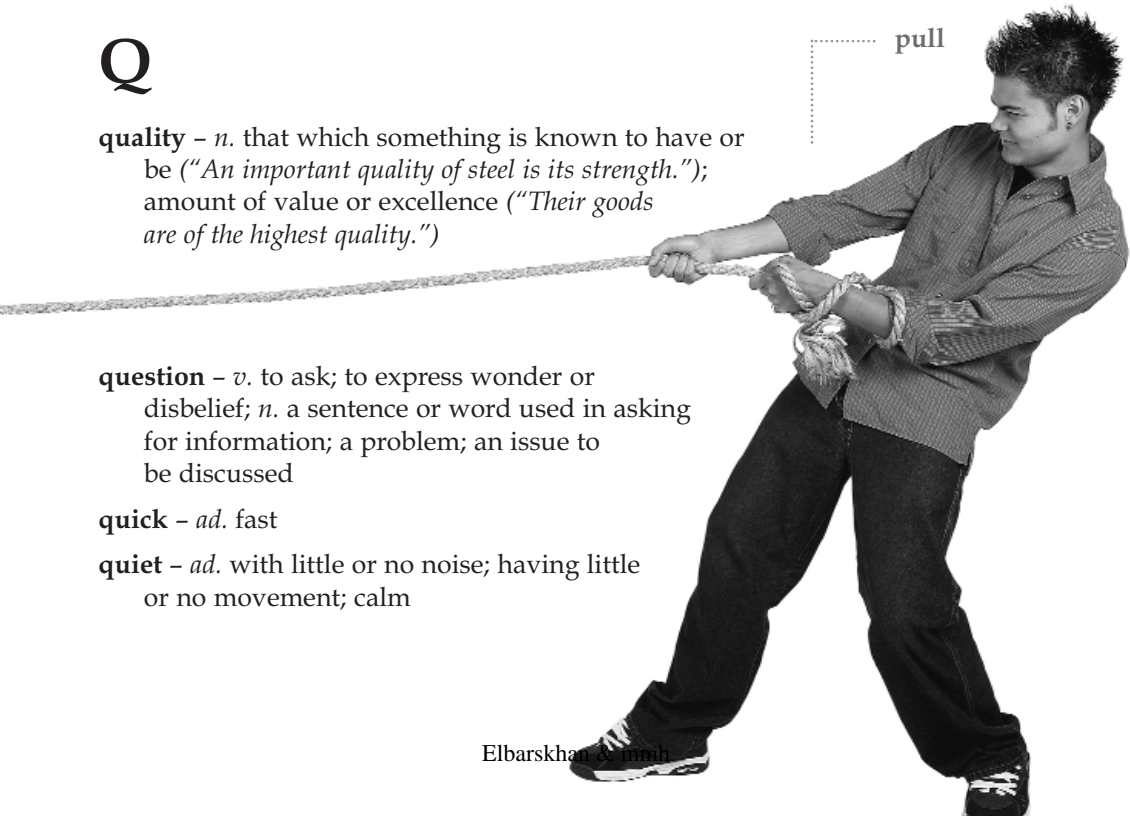 Q
pull
quality – n. that which something is known to have or
be (“An important quality of steel is its strength.”);
amount of value or excellence (“Their goods
are of the highest quality.”)
question – v. to ask; to express wonder or
disbelief; n. a sentence or word used in asking
for information; a problem; an issue to
be discussed
quick – ad. fast
quiet – ad. with little or no noise; having little
or no movement; calm
Elbarskhan & mmh